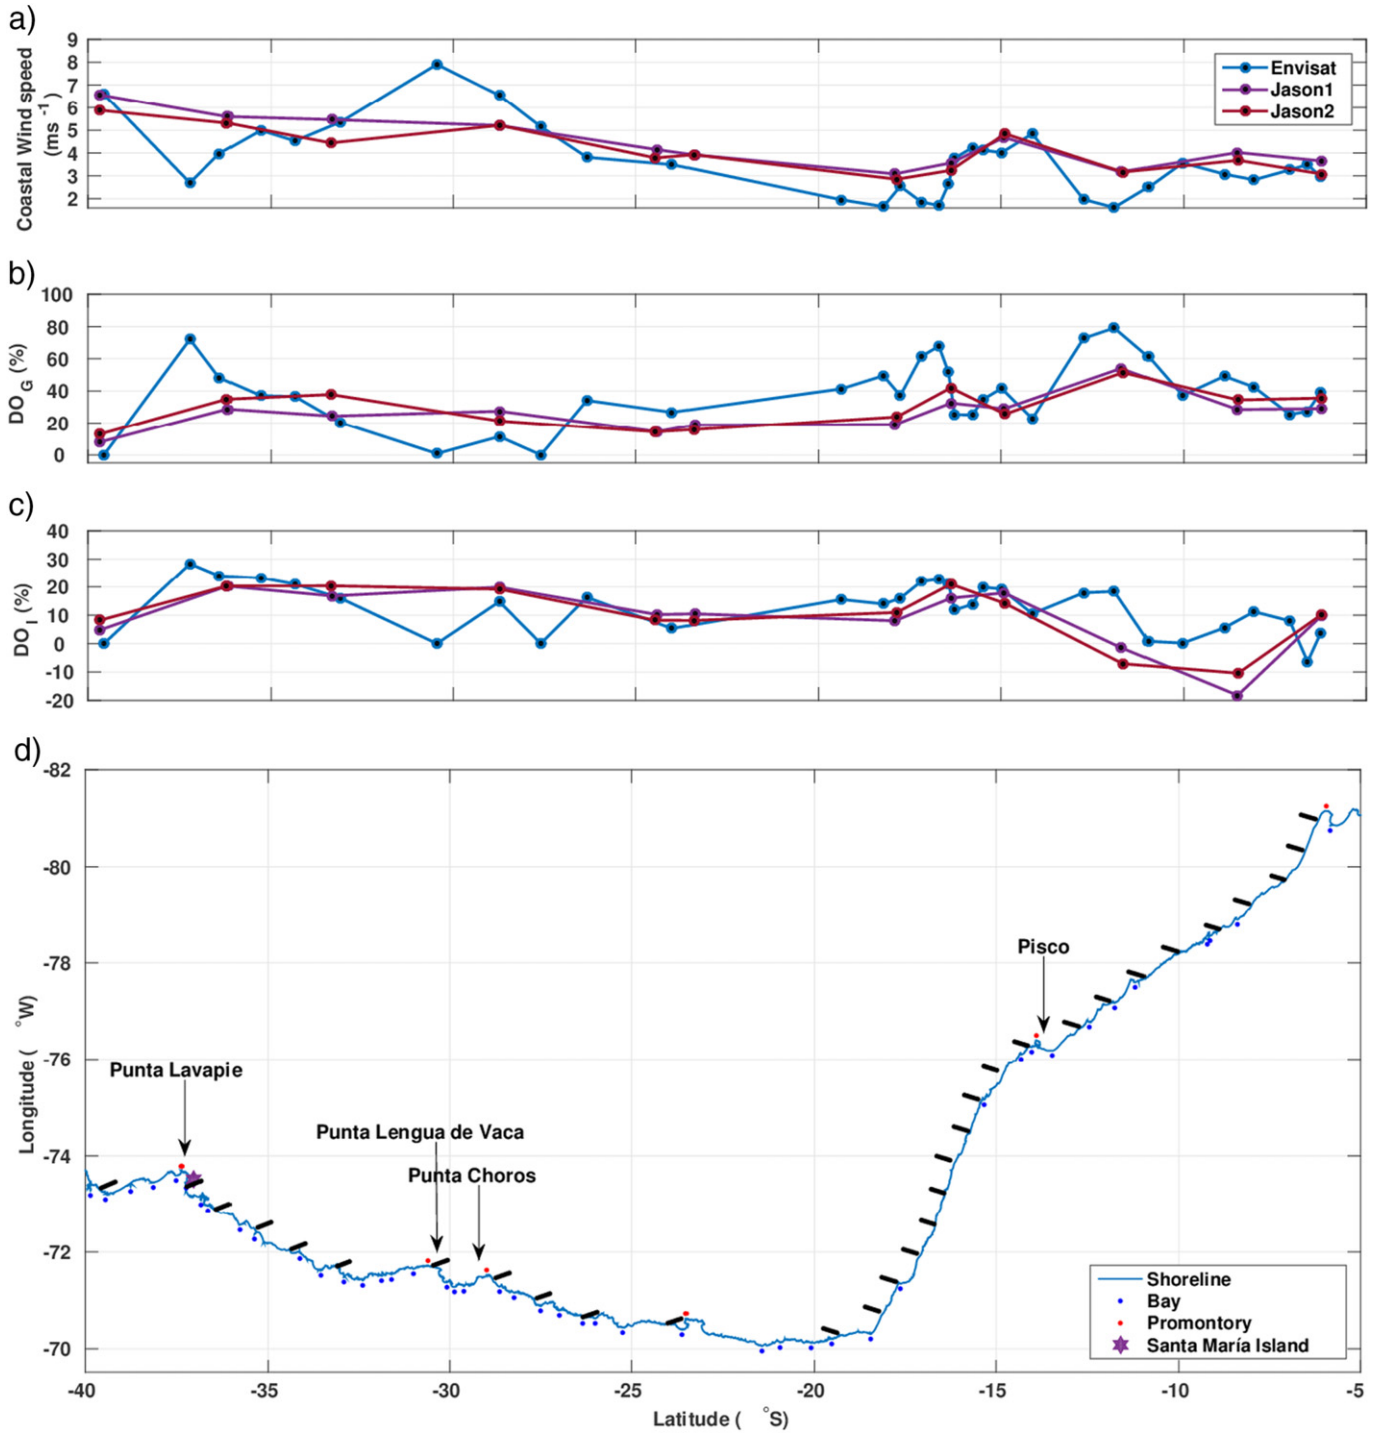 a)
Coastal Wind speed
(ms -1)
9
8
7
6
5
4
3
2
Envisat
Jason1
Jason2
b)
DOG (%)
100
80
60
40
20
0
c)
DOI (%)
40
30
20
10
0
-10
-20
d)
Longitude ( °W)
-82
-80
-78
-76
-74
-72
-70
Pisco
Punta Lavapie
Punta Lengua de Vaca
Punta Choros
Shoreline
Bay
Promontory
Santa María Island
-40
-35
-30
-25
-20
-15
-10
-5
Latitude ( °S)